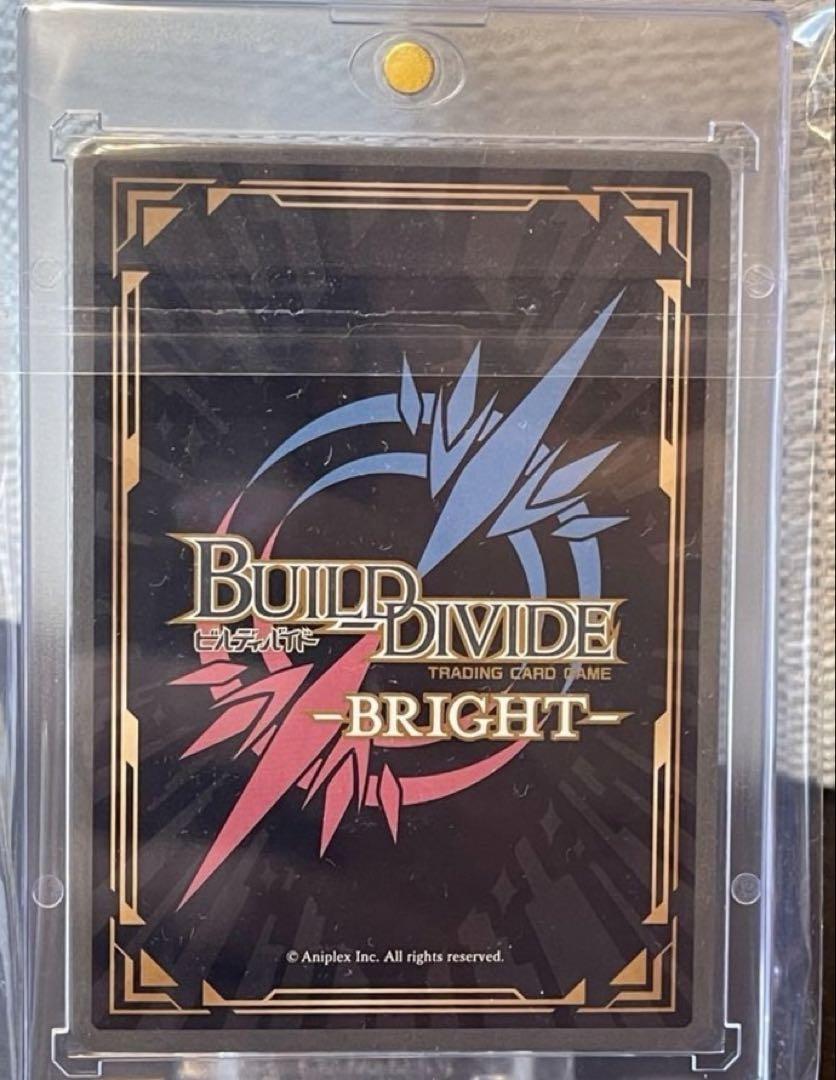 BUILD DIVIDE
ビルディバイド
TRADING CARD GAME
-BRIGHT-
© Aniplex Inc. All rights reserved.